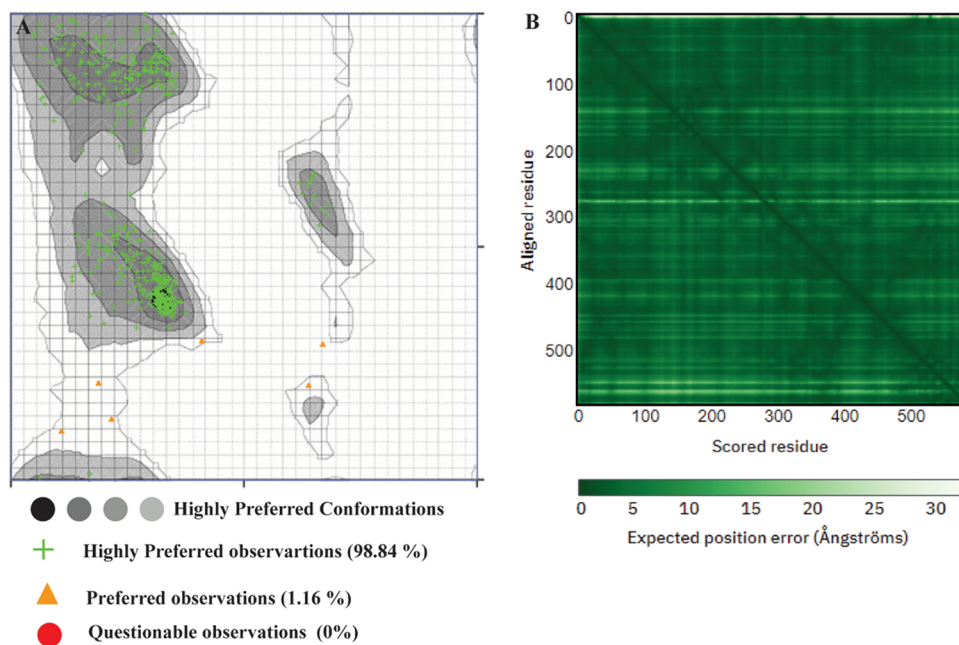 A
Highly Preferred Conformations
Highly Preferred observartions (98.84 %)
Preferred observations (1.16 %)
Questionable observations (0%)
B
0
100
200
300
400
500
Aligned residue
0 100 200 300 400 500
Scored residue
0 5 10 15 20 25 30
Expected position error (Ångströms)